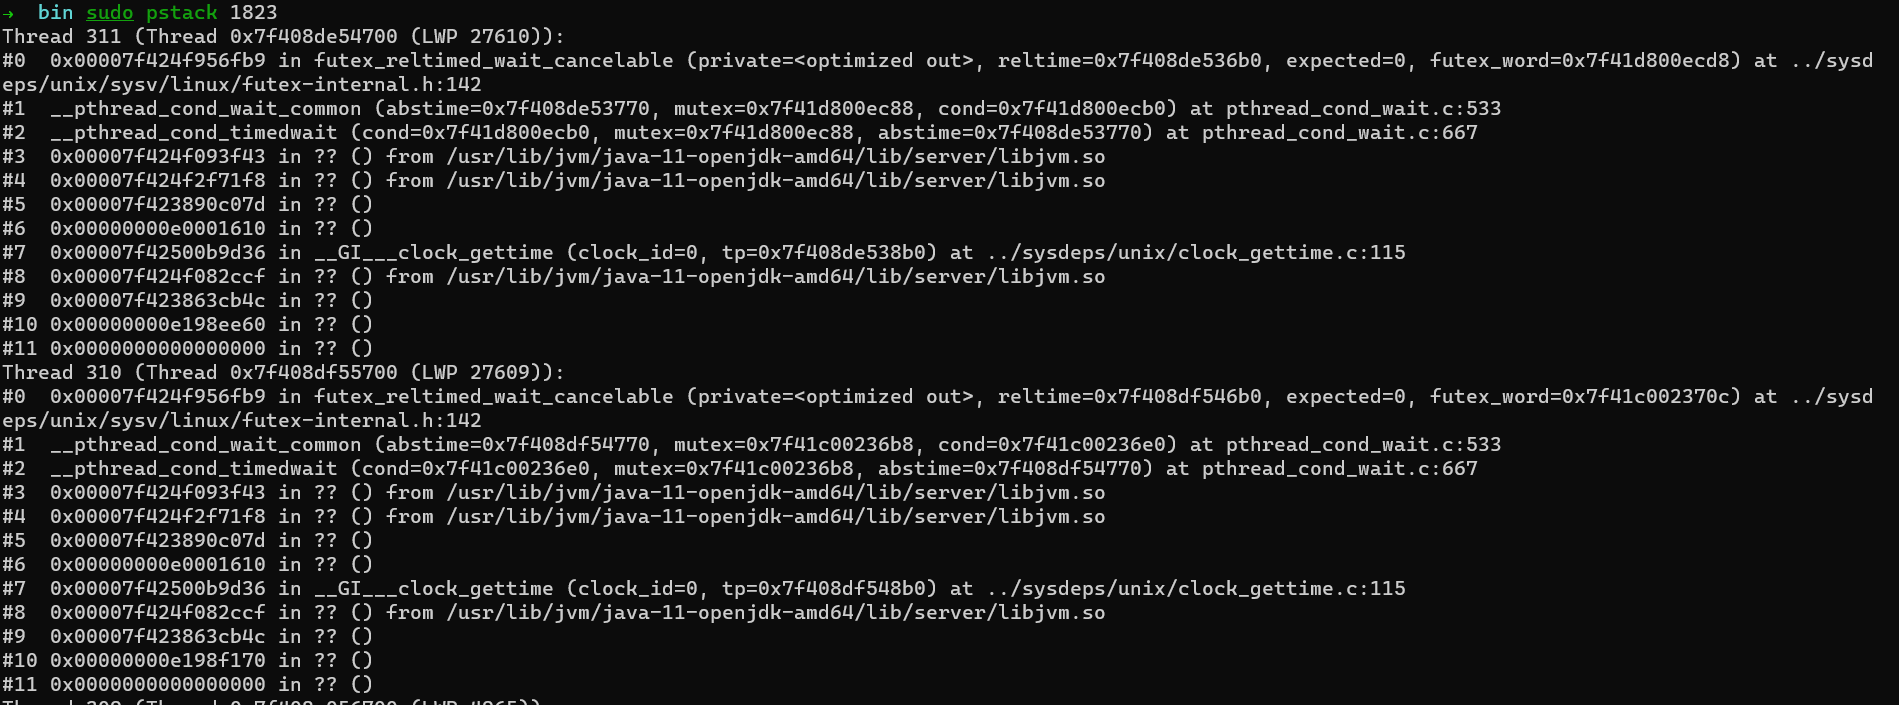 →  bin sudo pstack 1823
Thread 311 (Thread 0x7f408de54700 (LWP 27610)):
#0  0x00007f424f956fb9 in futex_reltimed_wait_cancelable (private=<optimized out>, reltime=0x7f408de536b0, expected=0, futex_word=0x7f41d800ecd8) at ../sysd
eps/unix/sysv/linux/futex-internal.h:142
#1  __pthread_cond_wait_common (abstime=0x7f408de53770, mutex=0x7f41d800ec88, cond=0x7f41d800ecb0) at pthread_cond_wait.c:533
#2  __pthread_cond_timedwait (cond=0x7f41d800ecb0, mutex=0x7f41d800ec88, abstime=0x7f408de53770) at pthread_cond_wait.c:667
#3  0x00007f424f093f43 in ?? () from /usr/lib/jvm/java-11-openjdk-amd64/lib/server/libjvm.so
#4  0x00007f424f2f71f8 in ?? () from /usr/lib/jvm/java-11-openjdk-amd64/lib/server/libjvm.so
#5  0x00007f423890c07d in ?? ()
#6  0x00000000e0001610 in ?? ()
#7  0x00007f42500b9d36 in __GI___clock_gettime (clock_id=0, tp=0x7f408de538b0) at ../sysdeps/unix/clock_gettime.c:115
#8  0x00007f424f082ccf in ?? () from /usr/lib/jvm/java-11-openjdk-amd64/lib/server/libjvm.so
#9  0x00007f423863cb4c in ?? ()
#10 0x00000000e198ee60 in ?? ()
#11 0x0000000000000000 in ?? ()
Thread 310 (Thread 0x7f408df55700 (LWP 27609)):
#0  0x00007f424f956fb9 in futex_reltimed_wait_cancelable (private=<optimized out>, reltime=0x7f408df546b0, expected=0, futex_word=0x7f41c002370c) at ../sysd
eps/unix/sysv/linux/futex-internal.h:142
#1  __pthread_cond_wait_common (abstime=0x7f408df54770, mutex=0x7f41c00236b8, cond=0x7f41c00236e0) at pthread_cond_wait.c:533
#2  __pthread_cond_timedwait (cond=0x7f41c00236e0, mutex=0x7f41c00236b8, abstime=0x7f408df54770) at pthread_cond_wait.c:667
#3  0x00007f424f093f43 in ?? () from /usr/lib/jvm/java-11-openjdk-amd64/lib/server/libjvm.so
#4  0x00007f424f2f71f8 in ?? () from /usr/lib/jvm/java-11-openjdk-amd64/lib/server/libjvm.so
#5  0x00007f423890c07d in ?? ()
#6  0x00000000e0001610 in ?? ()
#7  0x00007f42500b9d36 in __GI___clock_gettime (clock_id=0, tp=0x7f408df548b0) at ../sysdeps/unix/clock_gettime.c:115
#8  0x00007f424f082ccf in ?? () from /usr/lib/jvm/java-11-openjdk-amd64/lib/server/libjvm.so
#9  0x00007f423863cb4c in ?? ()
#10 0x00000000e198f170 in ?? ()
#11 0x0000000000000000 in ?? ()